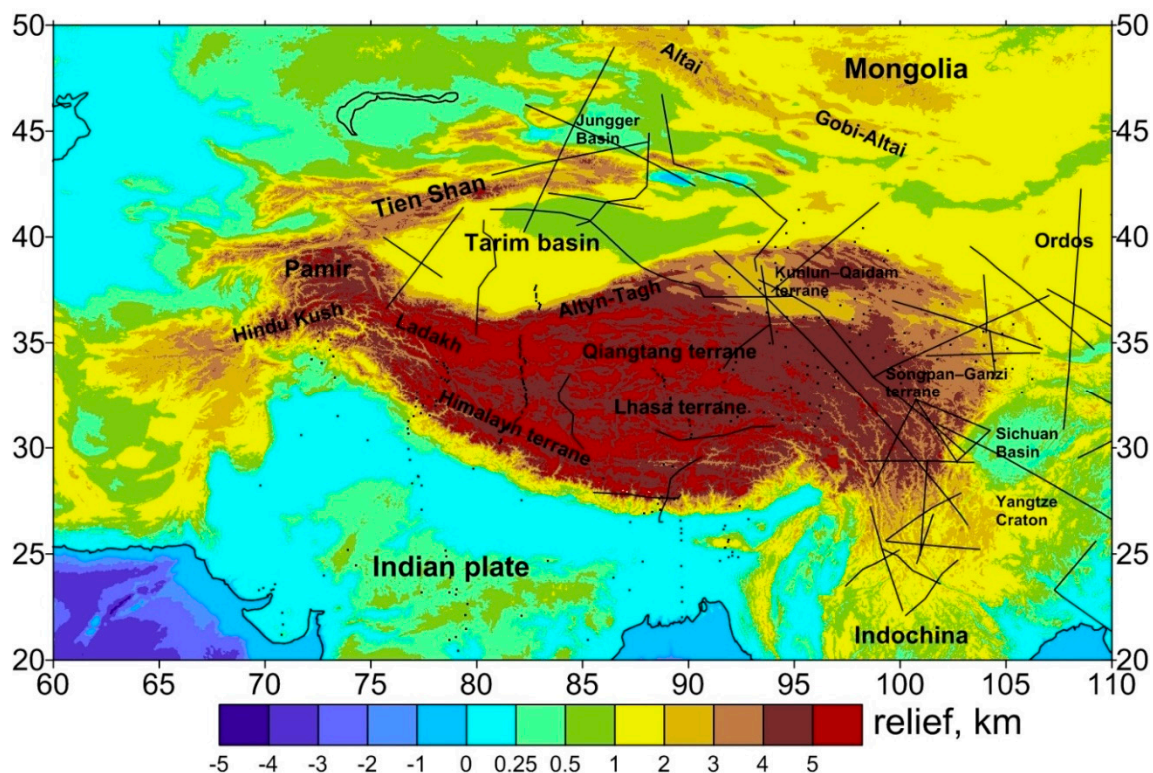 50
50
Altai
Mongolia
Jungger
Basin
45
45
Gobi-Altai
Tien Shan
40
Tarim basin
Ordos
40
Pamir
Kunlun–Qaidam
terrane
Altyn-Tagh
Hindu Kush
Ladakh
35
Qiangtang terrane
35
Songpan–Ganzi
terrane
Himalayh terrane
Lhasa terrane
30
Sichuan
Basin
30
Yangtze
Craton
25
Indian plate
25
Indochina
20
20
60 65 70 75 80 85 90 95 100 105 110
relief, km
-5 -4 -3 -2 -1 0 0.25 0.5 1 2 3 4 5